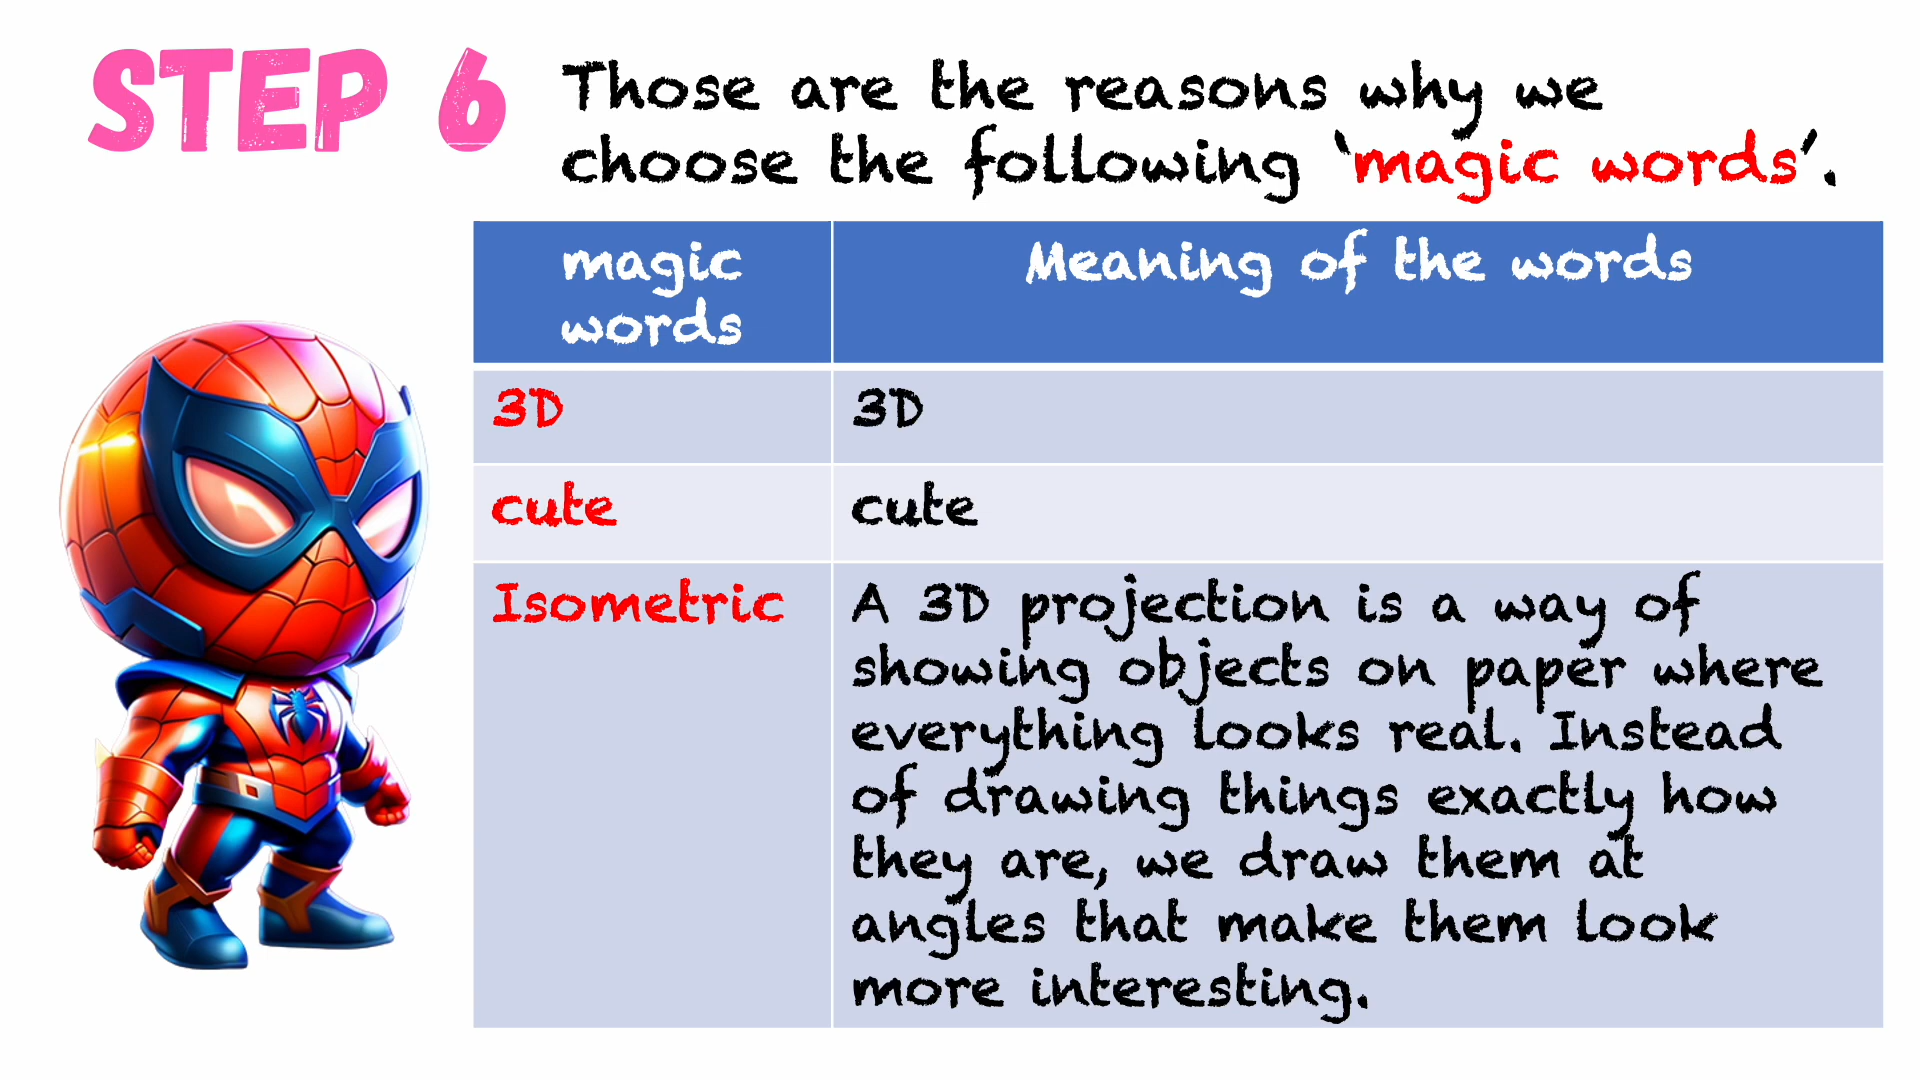 STEP 6
Those are the reasons why we
choose the following ‘magic words’.
magic
words
Meaning of the words
3D
3D
cute
cute
Isometric
A 3D projection is a way of
showing objects on paper where
everything looks real. Instead
of drawing things exactly how
they are, we draw them at
angles that make them look
more interesting.